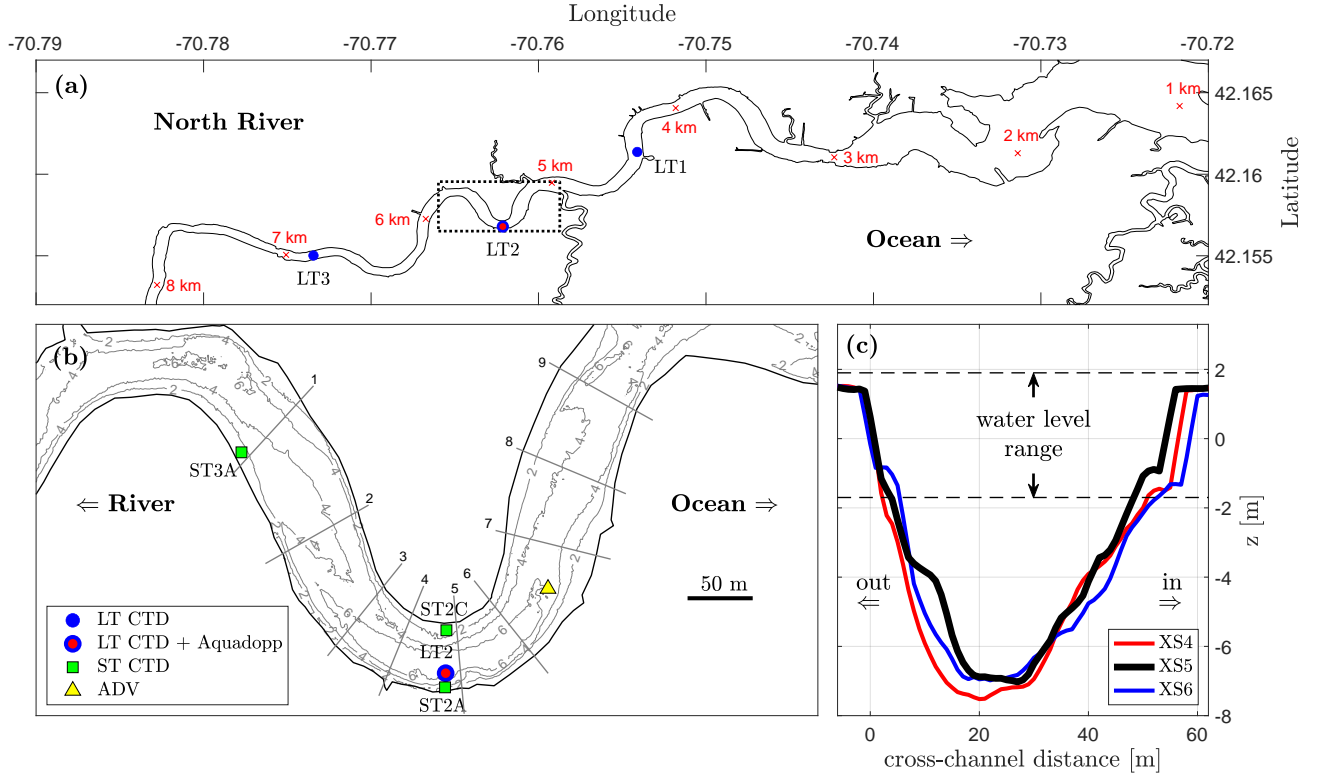 Longitude
-70.79 -70.78 -70.77 -70.76 -70.75 -70.74 -70.73 -70.72
(a)
North River
1 km
42.165
4 km
2 km
LT1
3 km
5 km
42.16
Latitude
6 km
LT2
Ocean ⇒
7 km
LT3
42.155
8 km
(b)
1
2
3
4
5
6
7
8
9
ST3A
⇐ River
Ocean ⇒
50 m
ST2C
LT2
ST2A
LT CTD
LT CTD + Aquadopp
ST CTD
ADV
(c)
water level
range
out
⇐
in
⇒
XS4
XS5
XS6
2
0
-2
-4
-6
-8
z [m]
0 20 40 60
cross-channel distance [m]